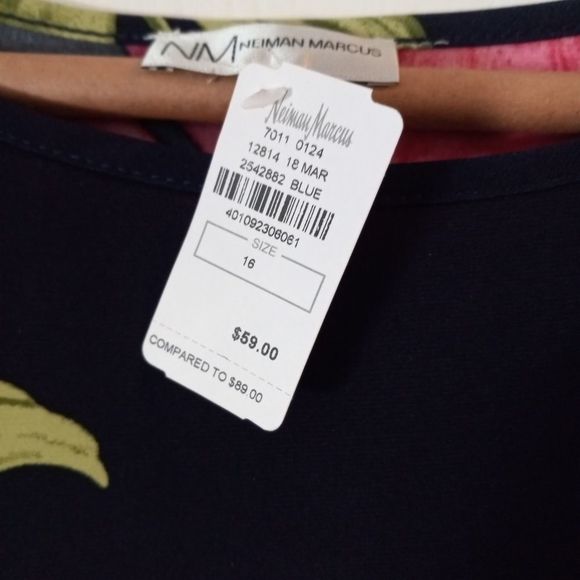 NM NEIMAN MARCUS
Neiman Marcus
7011 0124
12814 18 MAR
2542882 BLUE
401092306061
SIZE
16
$59.00
COMPARED TO $89.00